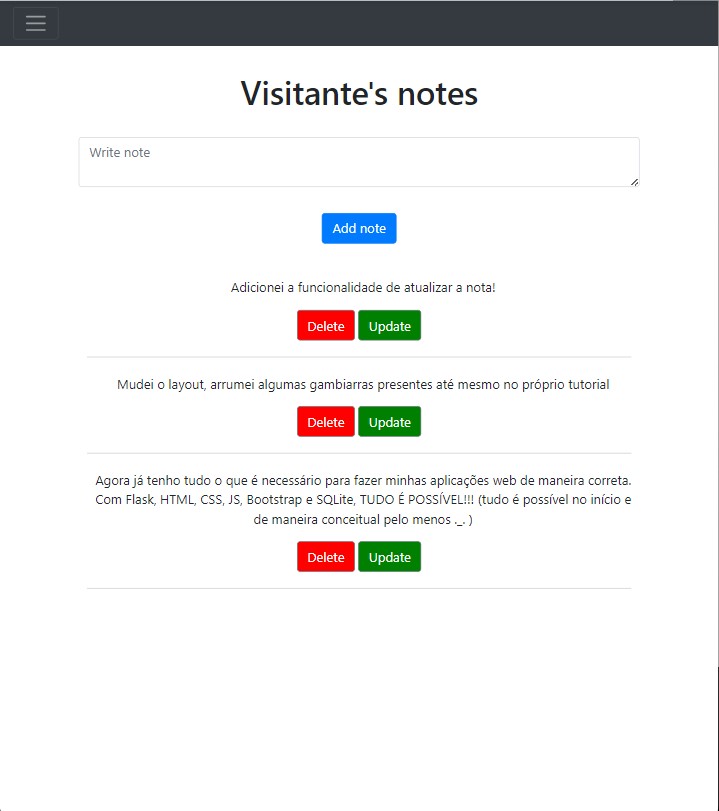 Visitante's notes
Write note
Add note
Adicionei a funcionalidade de atualizar a nota!
Delete Update
Mudei o layout, arrumei algumas gambiarras presentes até mesmo no próprio tutorial
Delete Update
Agora já tenho tudo o que é necessário para fazer minhas aplicações web de maneira correta.
Com Flask, HTML, CSS, JS, Bootstrap e SQLite, TUDO É POSSÍVEL!!! (tudo é possível no início e
de maneira conceitual pelo menos ._. )
Delete Update